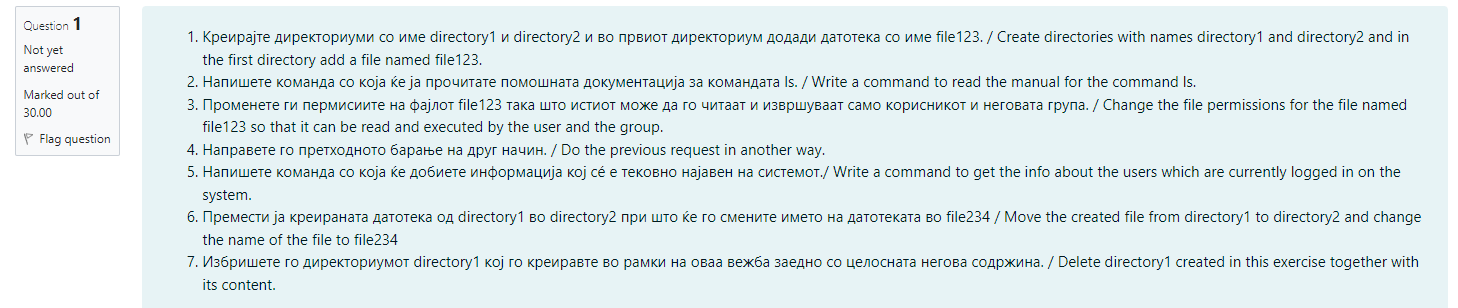 Question 1
Not yet
answered
Marked out of
30.00
Flag question
1. Креирајте директориуми со име directory1 и directory2 и во првиот директориум додади датотека со име file123. / Create directories with names directory1 and directory2 and in
the first directory add a file named file123.
2. Напишете команда со која ќе ја прочитате помошната документација за командата ls. / Write a command to read the manual for the command ls.
3. Променете ги пермисиите на фајлот file123 така што истиот може да го читаат и извршуваат само корисникот и неговата група. / Change the file permissions for the file named
file123 so that it can be read and executed by the user and the group.
4. Направете го претходното барање на друг начин. / Do the previous request in another way.
5. Напишете команда со која ќе добиете информација кој сé е тековно најавен на системот./ Write a command to get the info about the users which are currently logged in on the
system.
6. Премести ја креираната датотека од directory1 во directory2 при што ќе го смените името на датотеката во file234 / Move the created file from directory1 to directory2 and change
the name of the file to file234
7. Избришете го директориумот directory1 кој го креиравте во рамки на оваа вежба заедно со целосната негова содржина. / Delete directory1 created in this exercise together with
its content.